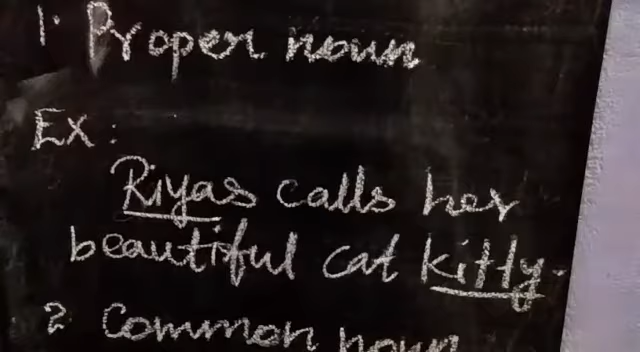 1. Proper noun
Ex:
Riyas calls her
beautiful cat kitty.
2 Common noun